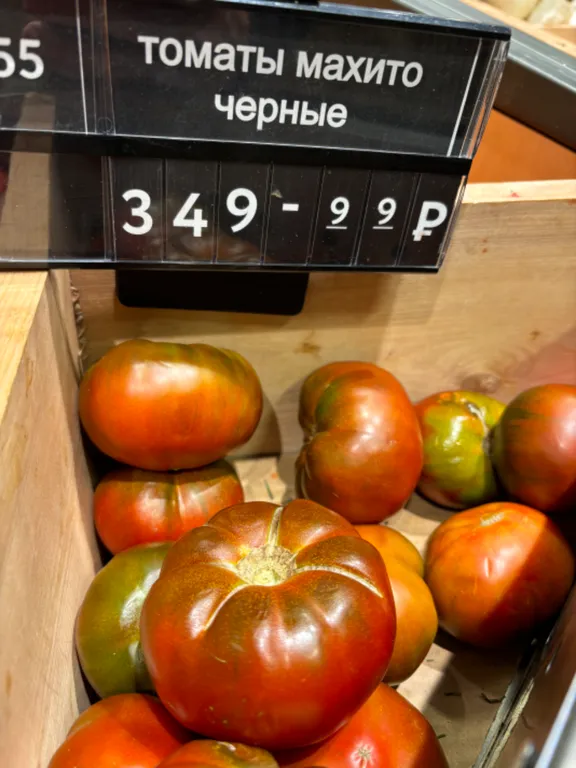 55
томаты махито
черные
349-99₽